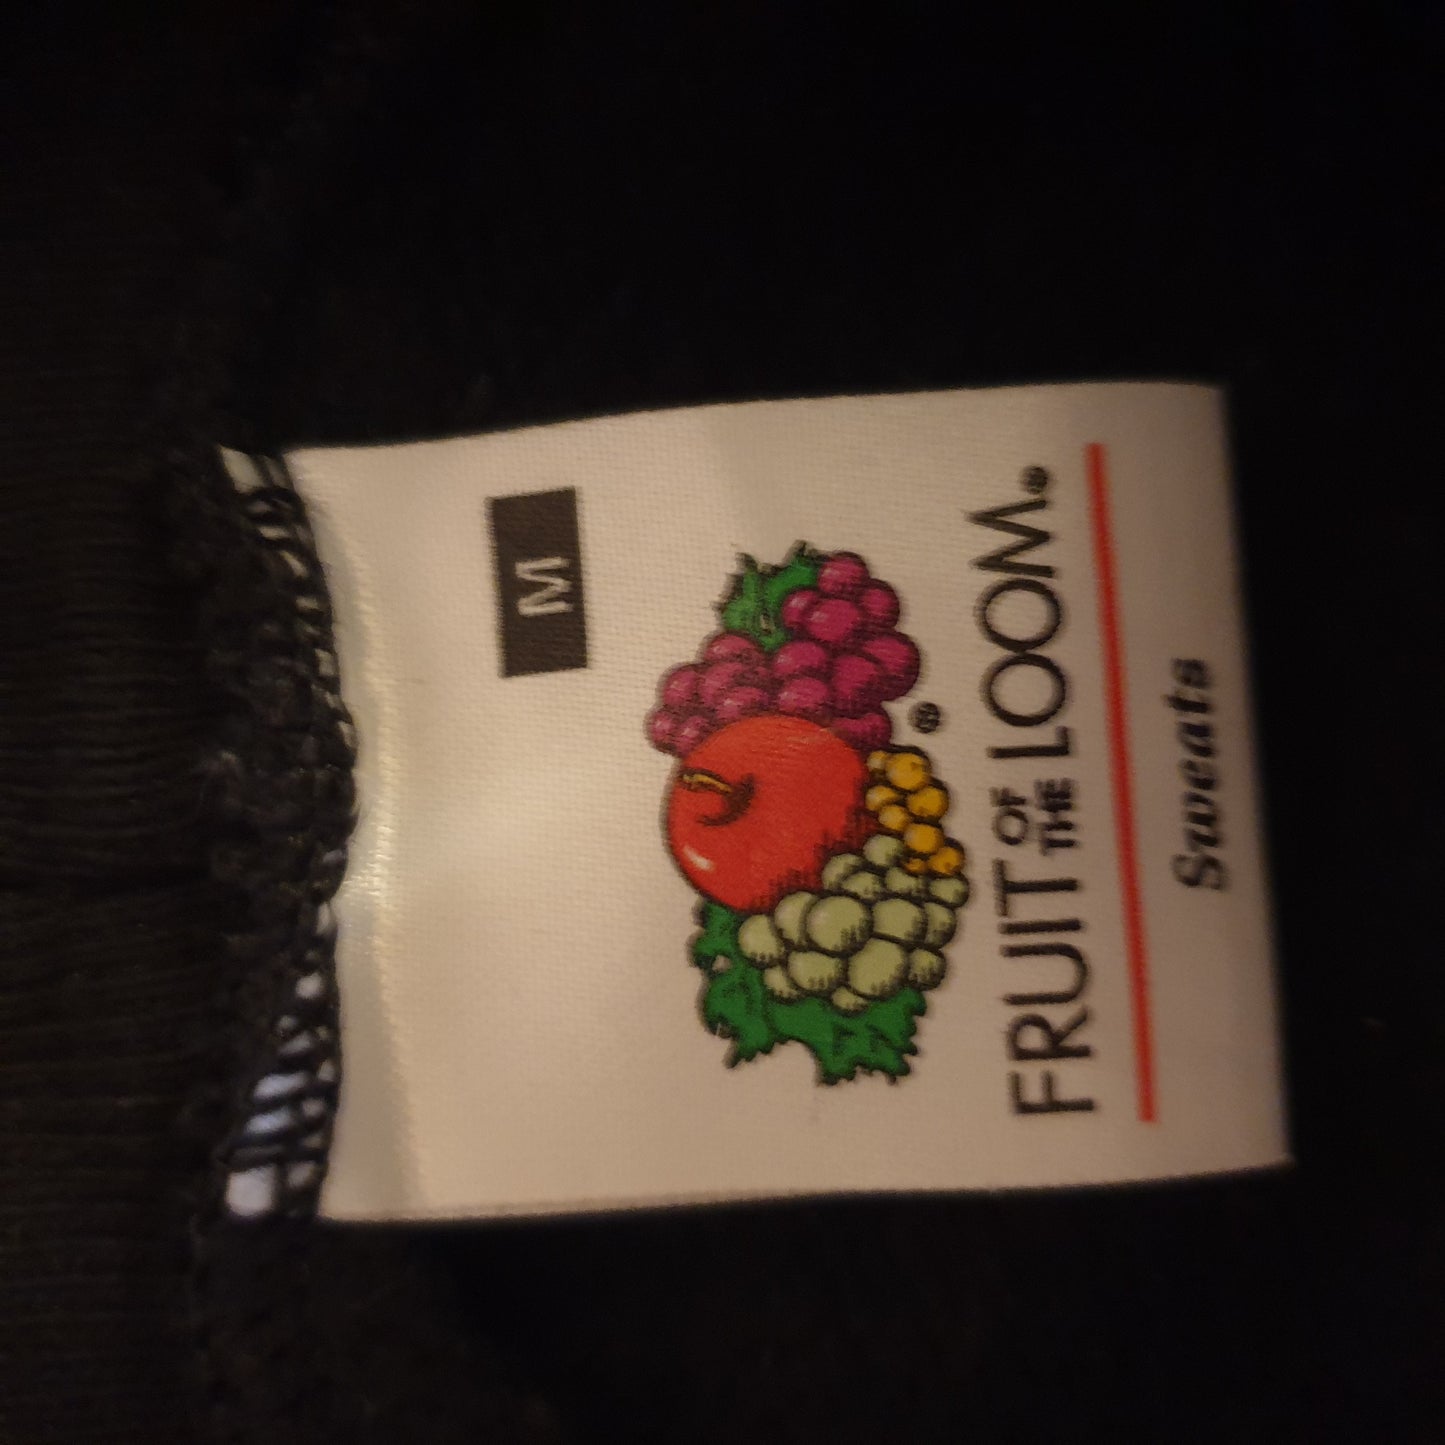 M
®
FRUIT OF THE LOOM®
Sweats